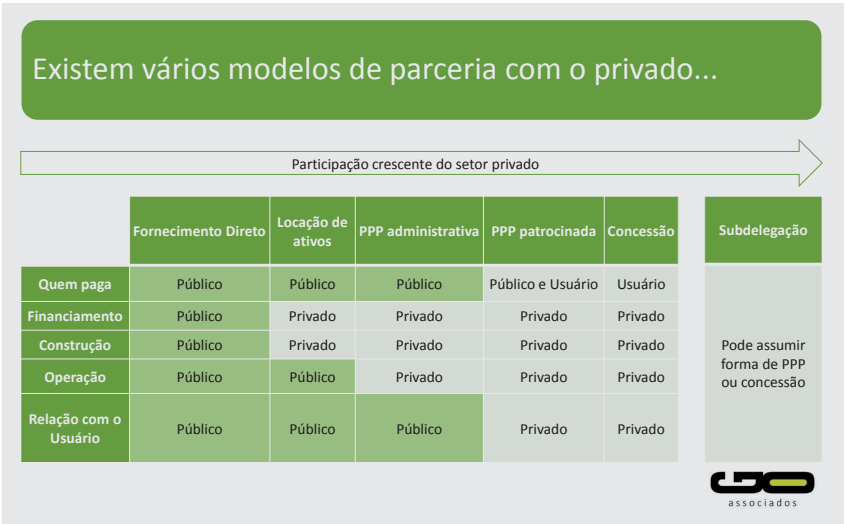 Existem vários modelos de parceria com o privado...
Participação crescente do setor privado
Fornecimento Direto Locação de ativos PPP administrativa PPP patrocinada Concessão Subdelegação
Quem paga Público Público Público Público e Usuário Usuário
Financiamento Público Privado Privado Privado Privado
Construção Público Privado Privado Privado Privado
Operação Público Público Privado Privado Privado
Relação com o Usuário Público Público Público Privado Privado
Pode assumir
forma de PPP
ou concessão
GO
associados